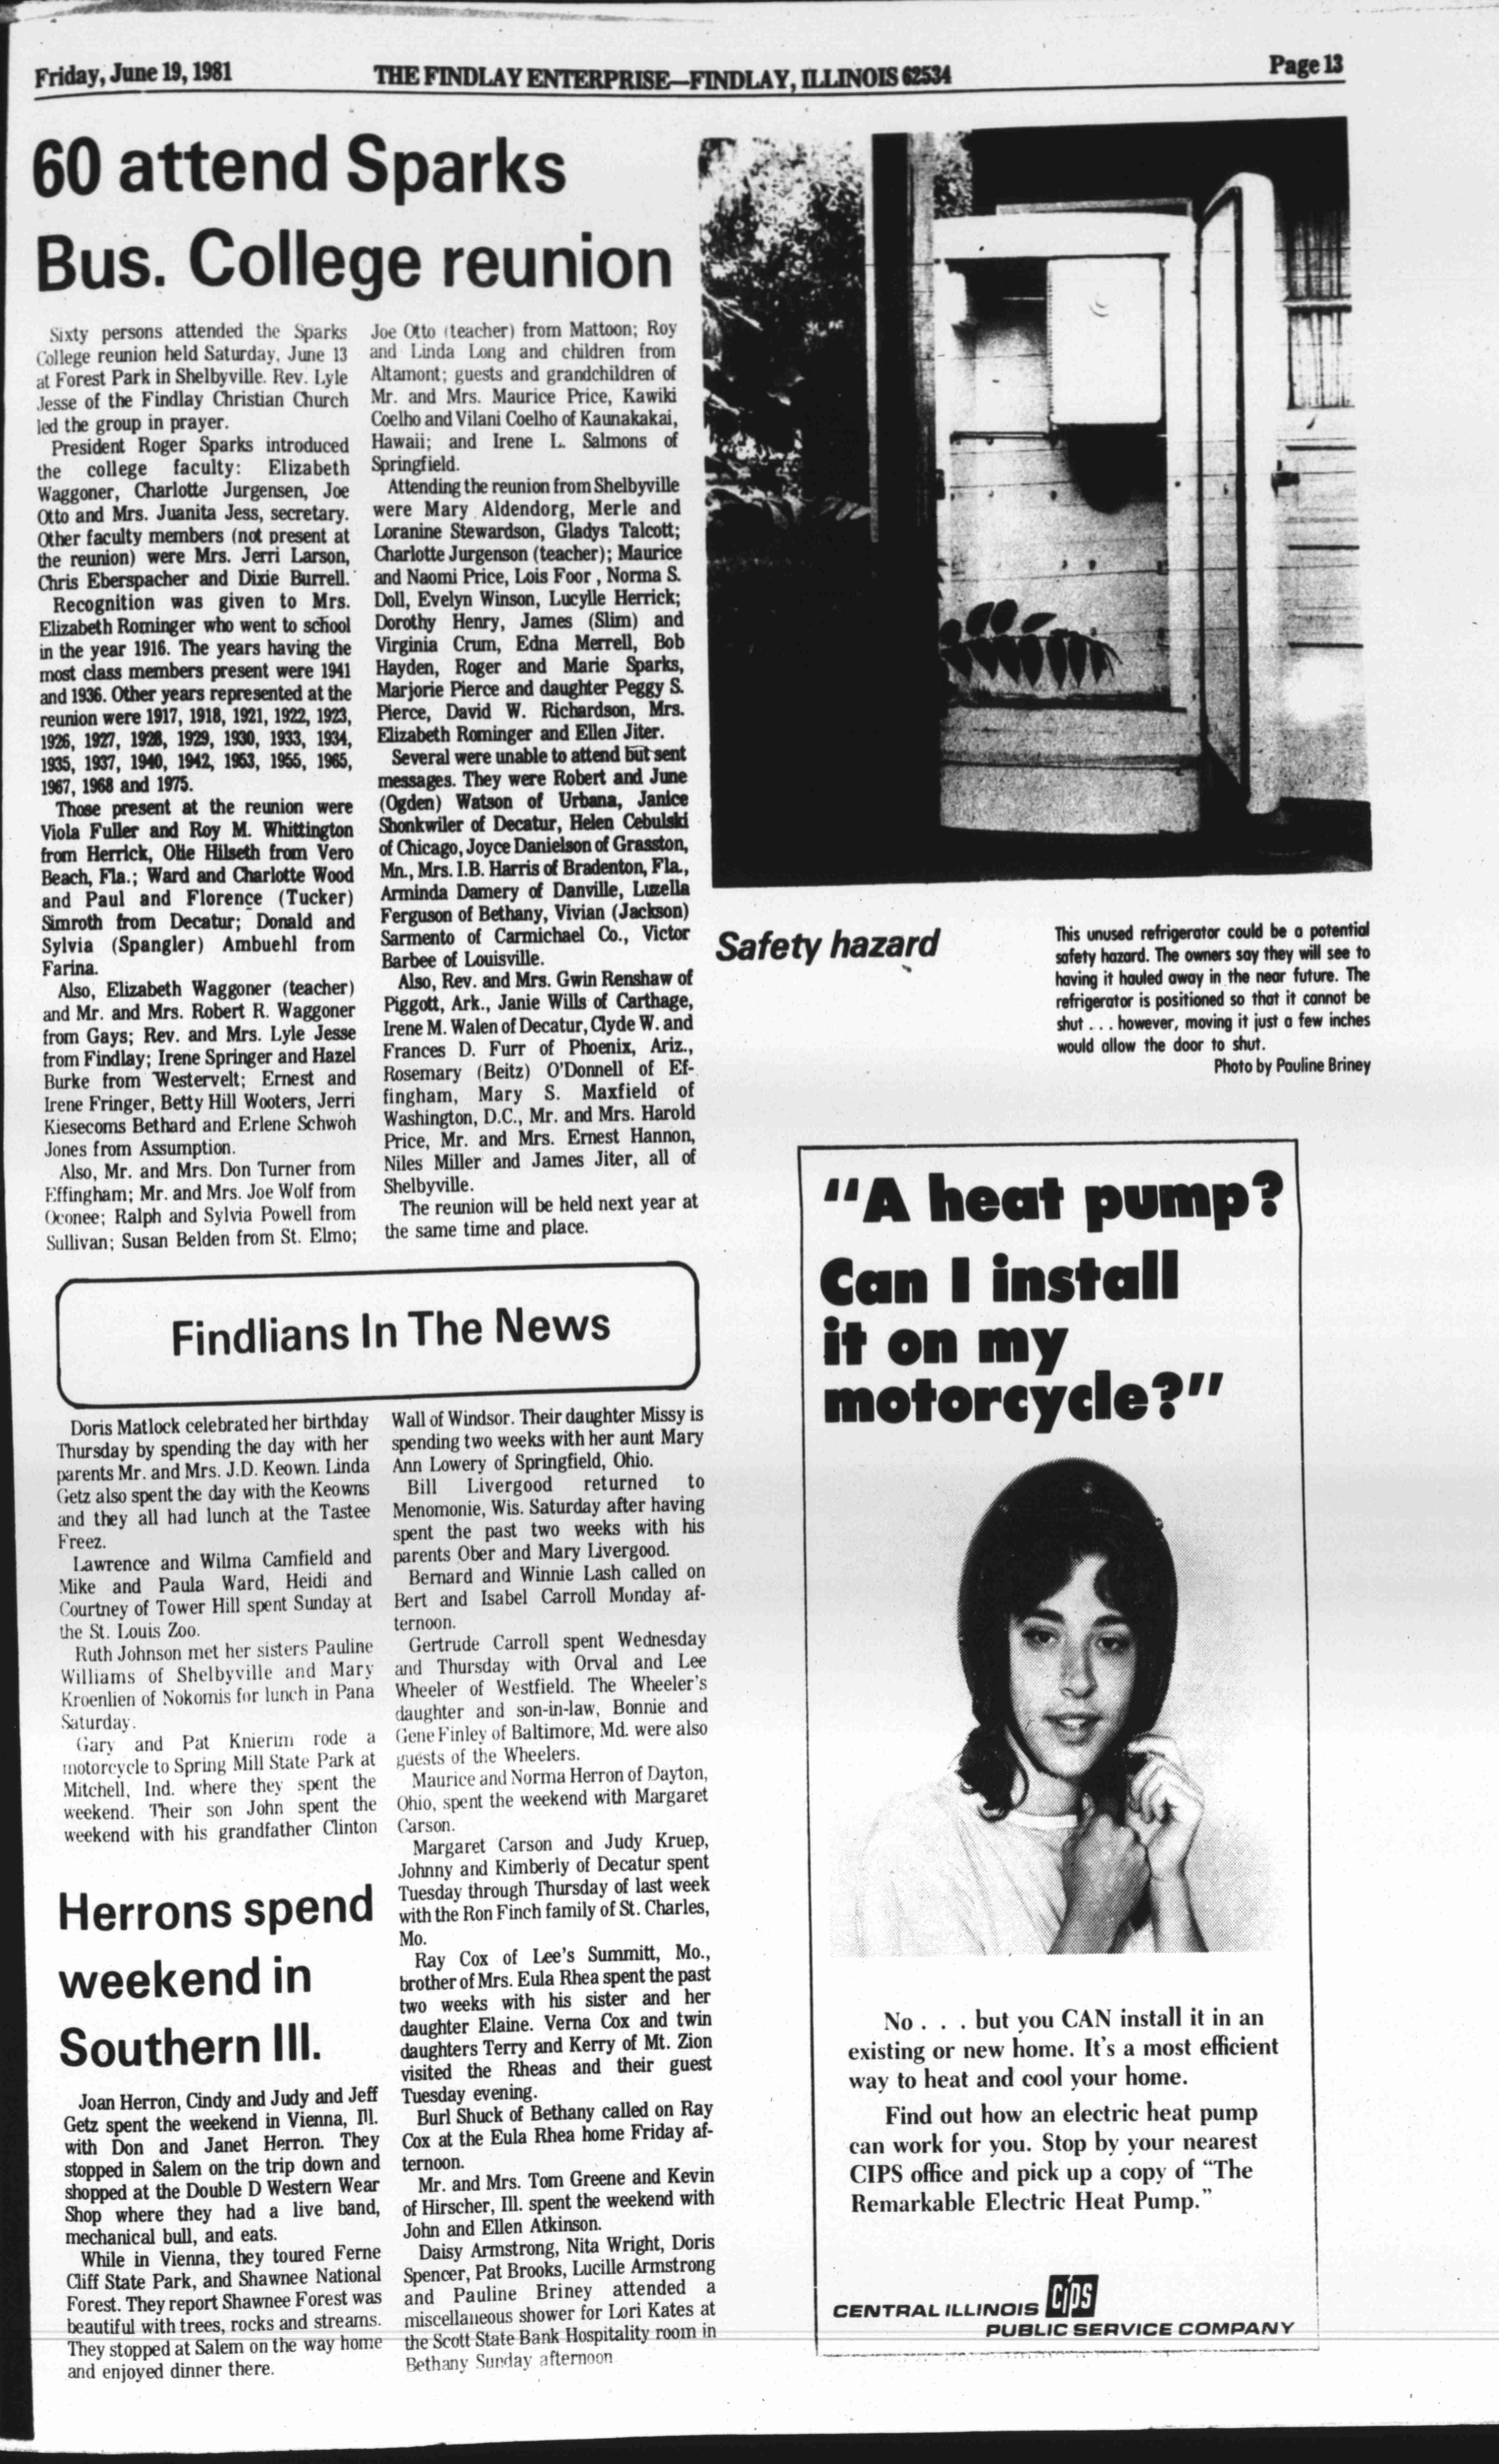 Friday, June 19, 1981
THE FINDLAY ENTERPRISE—FINDLAY, ILLINOIS 62534
Page 13
60 attend Sparks
Bus. College reunion
Sixty persons attended the Sparks
College reunion held Saturday, June 13
at Forest Park in Shelbyville. Rev. Lyle
Jesse of the Findlay Christian Church
led the group in prayer.
President Roger Sparks introduced
the college faculty: Elizabeth
Waggoner, Charlotte Jurgensen, Joe
Otto and Mrs. Juanita Jess, secretary.
Other faculty members (not present at
the reunion) were Mrs. Jerri Larson,
Chris Eberspacher and Dixie Burrell.
Recognition was given to Mrs.
Elizabeth Rominger who went to school
in the year 1916. The years having the
most class members present were 1941
and 1936. Other years represented at the
reunion were 1917, 1918, 1921, 1922, 1923,
1926, 1927, 1928, 1929, 1930, 1933, 1934,
1935, 1937, 1940, 1942, 1953, 1955, 1965,
1967, 1968 and 1975.
Those present at the reunion were
Viola Fuller and Roy M. Whittington
from Herrick, Olie Hilseth from Vero
Beach, Fla.; Ward and Charlotte Wood
and Paul and Florence (Tucker)
Simroth from Decatur; Donald and
Sylvia (Spangler) Ambuehl from
Farina.
Also, Elizabeth Waggoner (teacher)
and Mr. and Mrs. Robert R. Waggoner
from Gays; Rev. and Mrs. Lyle Jesse
from Findlay; Irene Springer and Hazel
Burke from Westervelt; Ernest and
Irene Fringer, Betty Hill Wooters, Jerri
Kiesecoms Bethard and Erlene Schwoh
Jones from Assumption.
Also, Mr. and Mrs. Don Turner from
Effingham; Mr. and Mrs. Joe Wolf from
Oconee; Ralph and Sylvia Powell from
Sullivan; Susan Belden from St. Elmo;
Joe Otto (teacher) from Mattoon; Roy
and Linda Long and children from
Altamont; guests and grandchildren of
Mr. and Mrs. Maurice Price, Kawiki
Coelho and Vilani Coelho of Kaunakakai,
Hawaii; and Irene L. Salmons of
Springfield.
Attending the reunion from Shelbyville
were Mary Aldendorg, Merle and
Loranine Stewardson, Gladys Talcott;
Charlotte Jurgenson (teacher); Maurice
and Naomi Price, Lois Foor , Norma S.
Doll, Evelyn Winson, Lucylle Herrick;
Dorothy Henry, James (Slim) and
Virginia Crum, Edna Merrell, Bob
Hayden, Roger and Marie Sparks,
Marjorie Pierce and daughter Peggy S.
Pierce, David W. Richardson, Mrs.
Elizabeth Rominger and Ellen Jiter.
Several were unable to attend but sent
messages. They were Robert and June
(Ogden) Watson of Urbana, Janice
Shonkwiler of Decatur, Helen Cebulski
of Chicago, Joyce Danielson of Grasston,
Mn., Mrs. I.B. Harris of Bradenton, Fla.,
Arminda Damery of Danville, Luzella
Ferguson of Bethany, Vivian (Jackson)
Sarmento of Carmichael Co., Victor
Barbee of Louisville.
Also, Rev. and Mrs. Gwin Renshaw of
Piggott, Ark., Janie Wills of Carthage,
Irene M. Walen of Decatur, Clyde W. and
Frances D. Furr of Phoenix, Ariz.,
Rosemary (Beitz) O'Donnell of Ef-
fingham, Mary S. Maxfield of
Washington, D.C., Mr. and Mrs. Harold
Price, Mr. and Mrs. Ernest Hannon,
Niles Miller and James Jiter, all of
Shelbyville.
The reunion will be held next year at
the same time and place.
Safety hazard
This unused refrigerator could be a potential
safety hazard. The owners say they will see to
having it hauled away in the near future. The
refrigerator is positioned so that it cannot be
shut . . . however, moving it just a few inches
would allow the door to shut.
Photo by Pauline Briney
Findlians In The News
Doris Matlock celebrated her birthday
Thursday by spending the day with her
parents Mr. and Mrs. J.D. Keown. Linda
Getz also spent the day with the Keowns
and they all had lunch at the Tastee
Freez.
Lawrence and Wilma Camfield and
Mike and Paula Ward, Heidi and
Courtney of Tower Hill spent Sunday at
the St. Louis Zoo.
Ruth Johnson met her sisters Pauline
Williams of Shelbyville and Mary
Kroenlien of Nokomis for lunch in Pana
Saturday.
Gary and Pat Knierim rode a
motorcycle to Spring Mill State Park at
Mitchell, Ind. where they spent the
weekend. Their son John spent the
weekend with his grandfather Clinton
Wall of Windsor. Their daughter Missy is
spending two weeks with her aunt Mary
Ann Lowery of Springfield, Ohio.
Bill Livergood returned to
Menomonie, Wis. Saturday after having
spent the past two weeks with his
parents Ober and Mary Livergood.
Bernard and Winnie Lash called on
Bert and Isabel Carroll Monday af-
ternoon.
Gertrude Carroll spent Wednesday
and Thursday with Orval and Lee
Wheeler of Westfield. The Wheeler's
daughter and son-in-law, Bonnie and
Gene Finley of Baltimore, Md. were also
guests of the Wheelers.
Maurice and Norma Herron of Dayton,
Ohio, spent the weekend with Margaret
Carson.
Margaret Carson and Judy Kruep,
Johnny and Kimberly of Decatur spent
Tuesday through Thursday of last week
with the Ron Finch family of St. Charles,
Mo.
Ray Cox of Lee's Summitt, Mo.,
brother of Mrs. Eula Rhea spent the past
two weeks with his sister and her
daughter Elaine. Verna Cox and twin
daughters Terry and Kerry of Mt. Zion
visited the Rheas and their guest
Tuesday evening.
Burl Shuck of Bethany called on Ray
Cox at the Eula Rhea home Friday af-
ternoon.
Mr. and Mrs. Tom Greene and Kevin
of Hirscher, Ill. spent the weekend with
John and Ellen Atkinson.
Daisy Armstrong, Nita Wright, Doris
Spencer, Pat Brooks, Lucille Armstrong
and Pauline Briney attended a
miscellaneous shower for Lori Kates at
the Scott State Bank Hospitality room in
Bethany Sunday afternoon
Herrons spend
weekend in
Southern Ill.
Joan Herron, Cindy and Judy and Jeff
Getz spent the weekend in Vienna, Ill.
with Don and Janet Herron. They
stopped in Salem on the trip down and
shopped at the Double D Western Wear
Shop where they had a live band,
mechanical bull, and eats.
While in Vienna, they toured Ferne
Cliff State Park, and Shawnee National
Forest. They report Shawnee Forest was
beautiful with trees, rocks and streams.
They stopped at Salem on the way home
and enjoyed dinner there.
"A heat pump?
Can I install
it on my
motorcycle?"
No . . . but you CAN install it in an
existing or new home. It's a most efficient
way to heat and cool your home.
Find out how an electric heat pump
can work for you. Stop by your nearest
CIPS office and pick up a copy of "The
Remarkable Electric Heat Pump."
CENTRAL ILLINOIS CIPS
PUBLIC SERVICE COMPANY